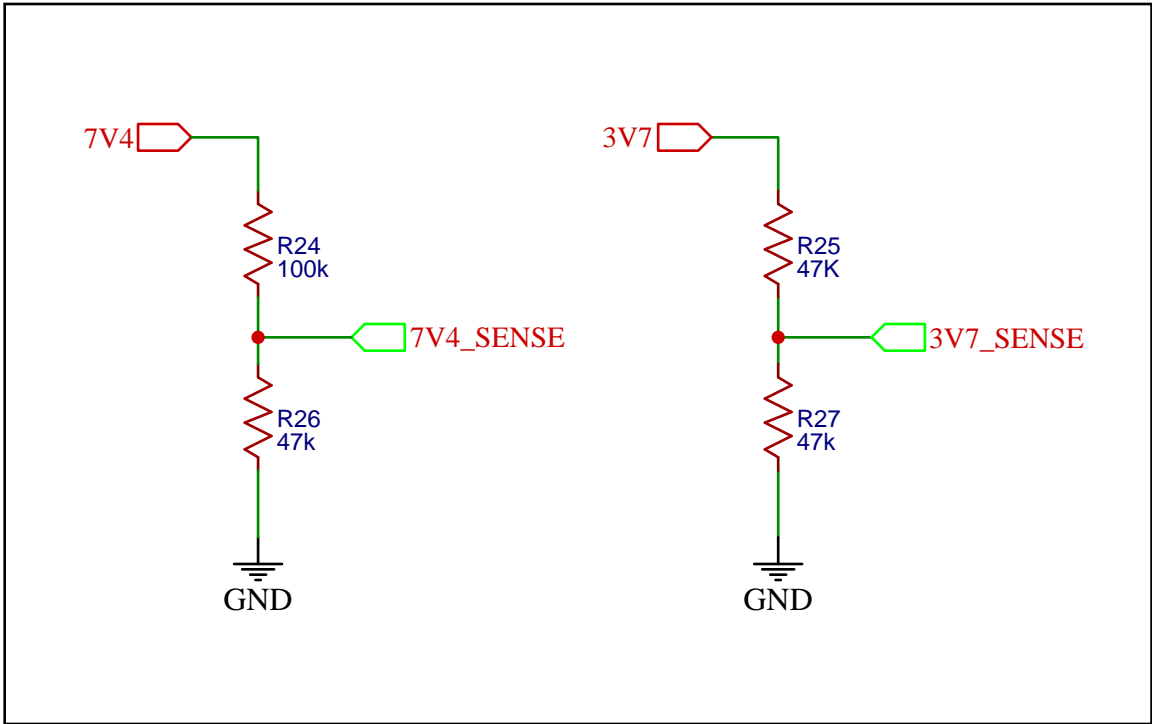 7V4
R24
100k
7V4_SENSE
R26
47k
GND
3V7
R25
47K
3V7_SENSE
R27
47k
GND